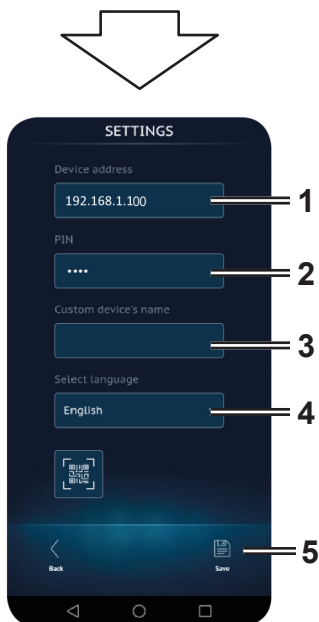 SETTINGS
Device address
192.168.1.100
1
PIN
••••
2
Custom device's name
3
Select language
English
4
Back
Save
5